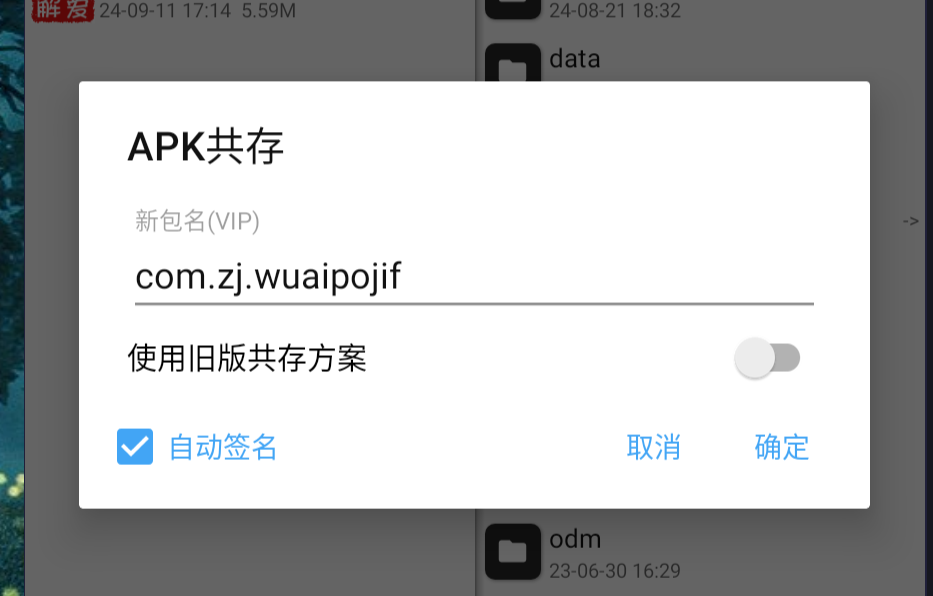 解 爱
24-09-11 17:14 5.59M
24-08-21 18:32
data
APK共存
新包名(VIP)
->
com.zj.wuaipojif
使用旧版共存方案
自动签名
取消
确定
odm
23-06-30 16:29